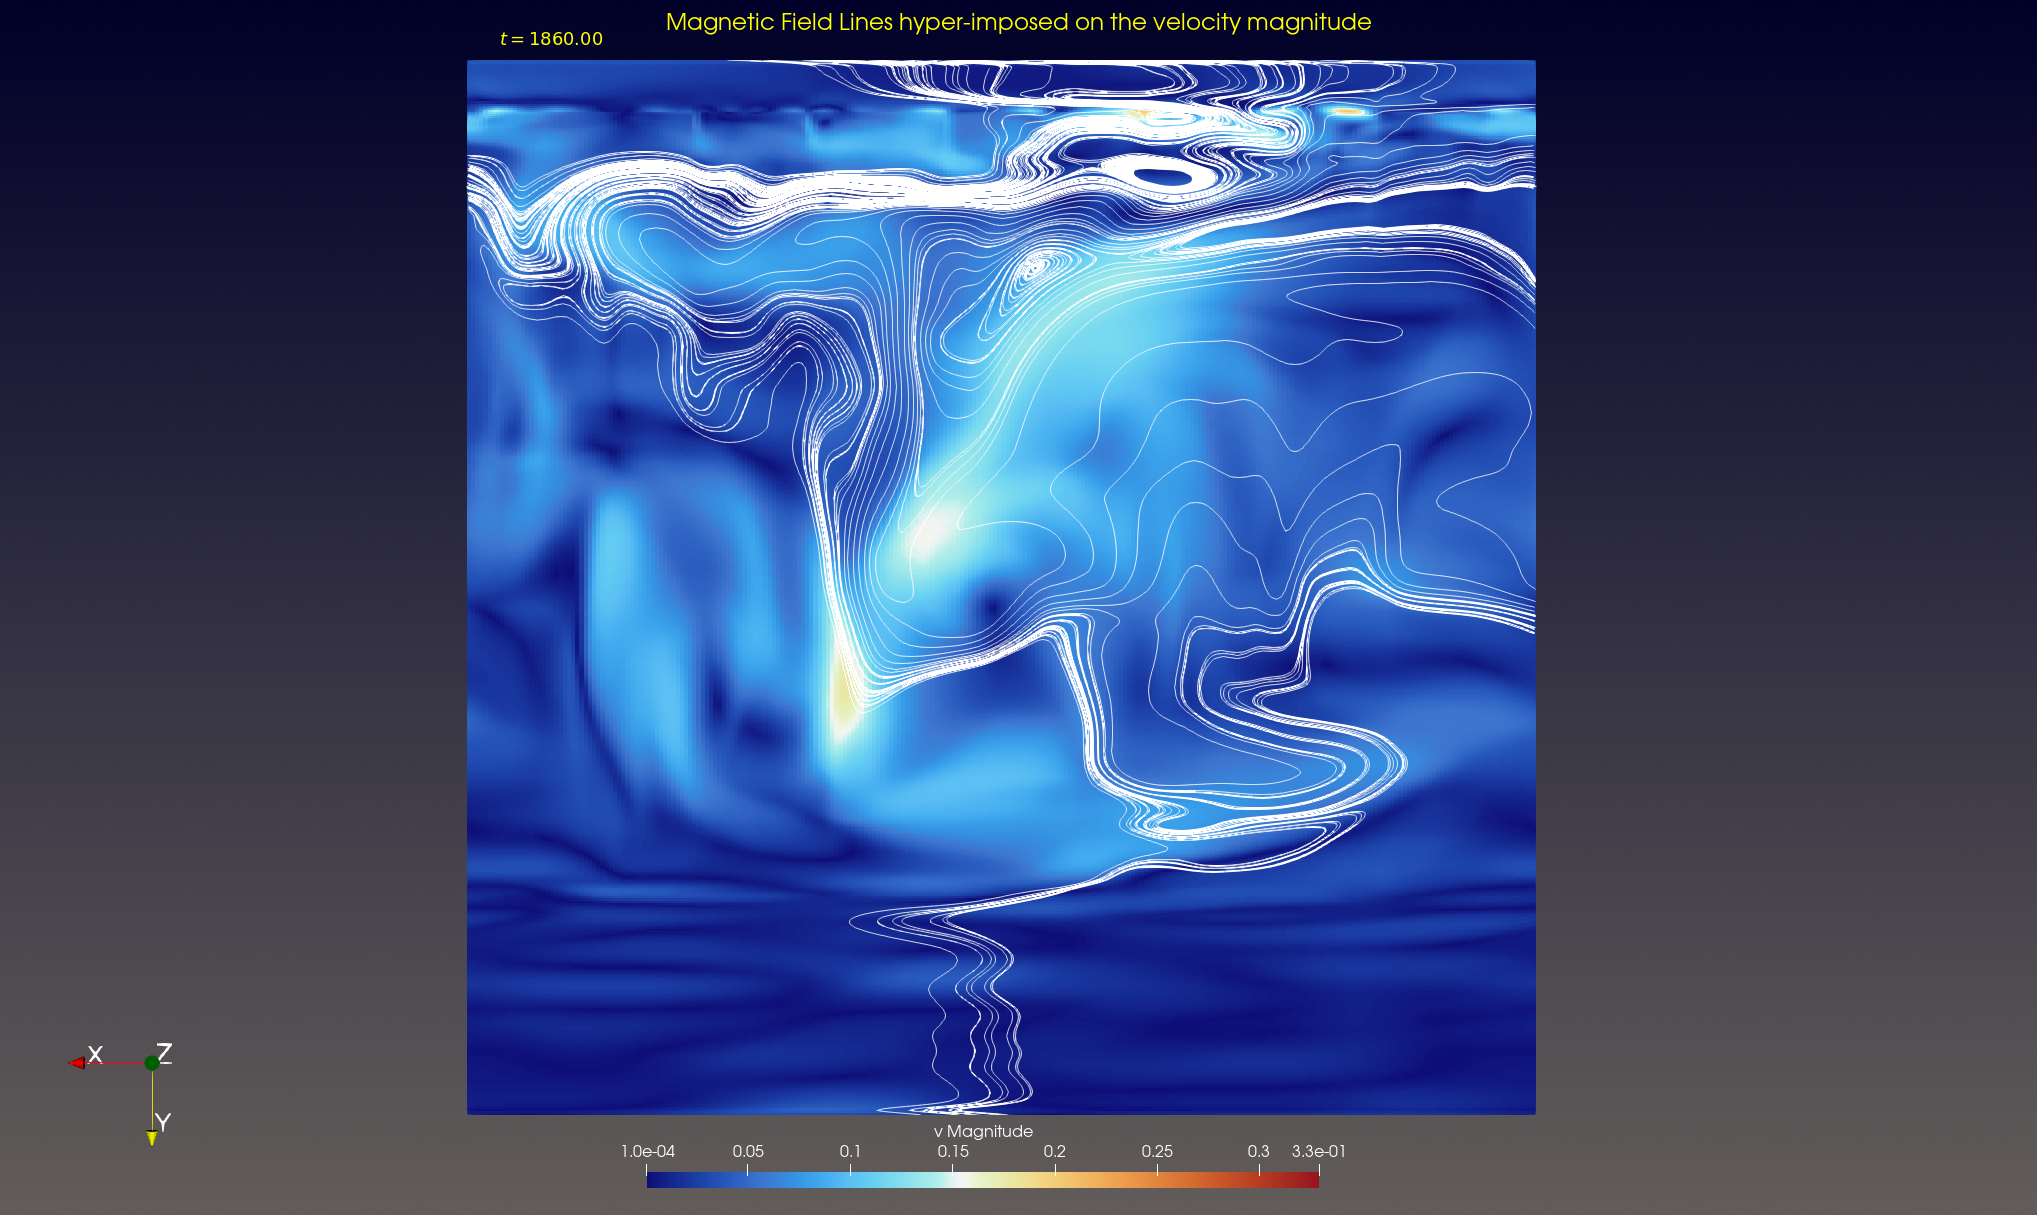 Magnetic Field Lines hyper-imposed on the velocity magnitude
t = 1860.00
X Z
Y
v Magnitude
1.0e-04 0.05 0.1 0.15 0.2 0.25 0.3 3.3e-01